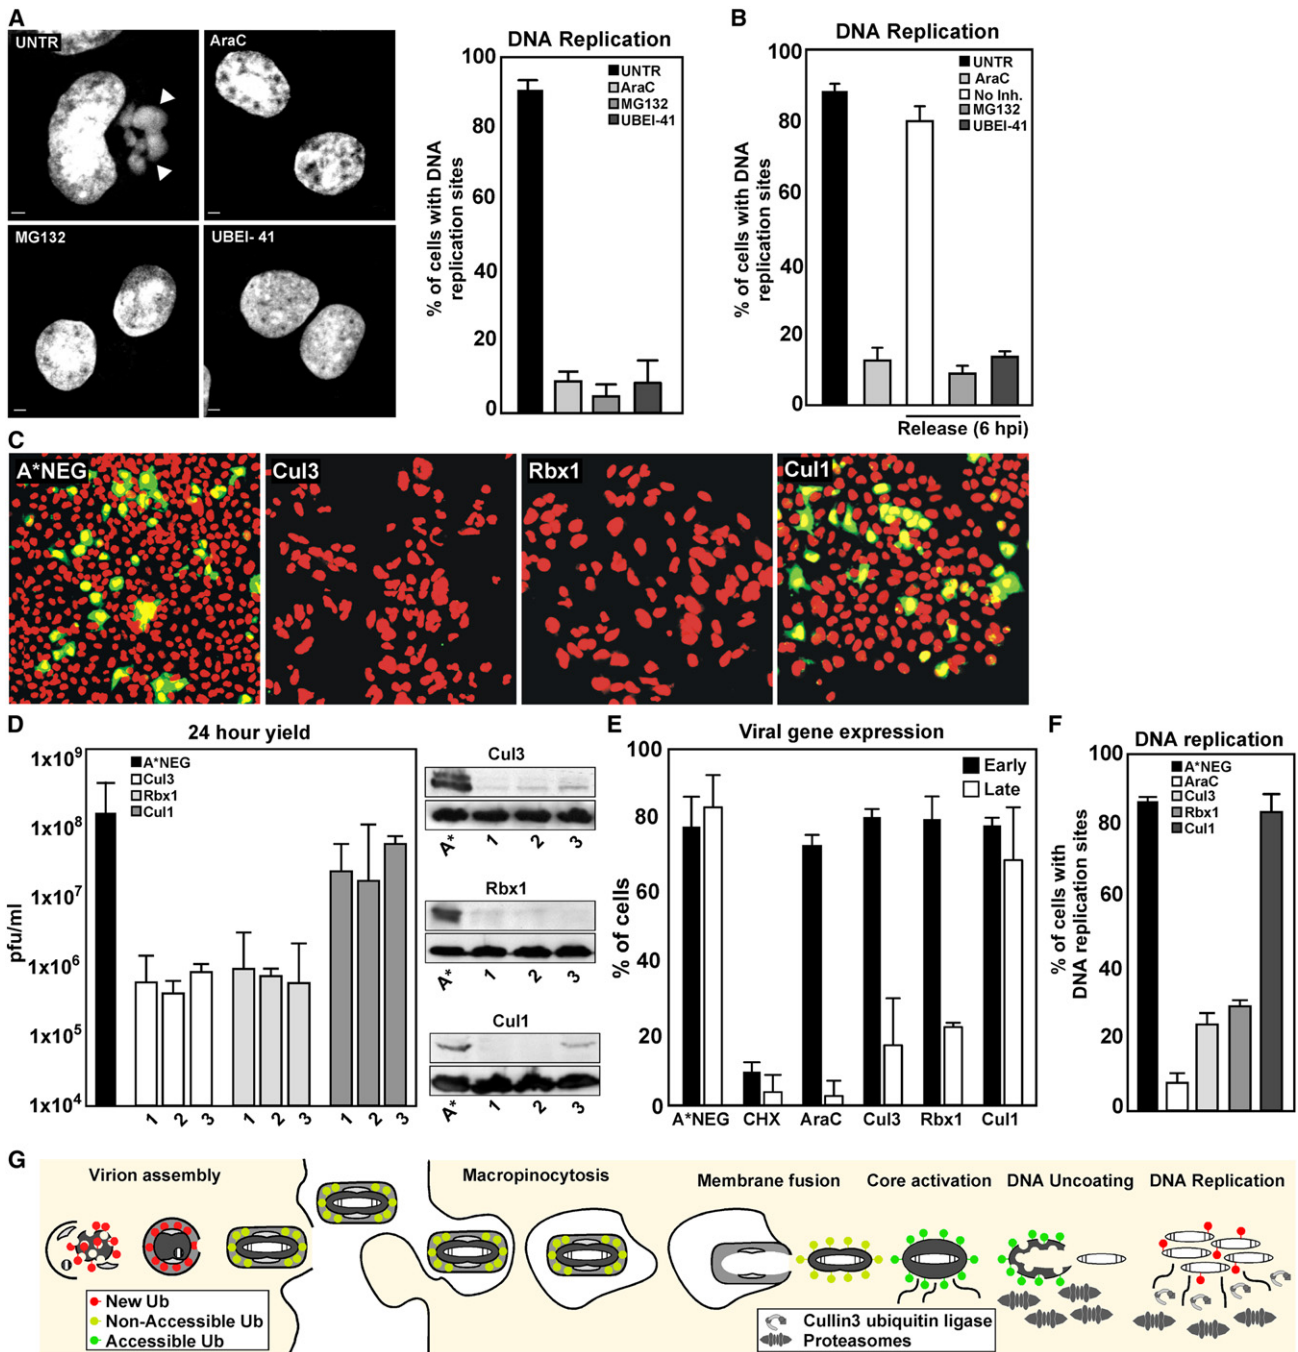 A
UNTR
AraC
MG132
UBEI- 41
DNA Replication
% of cells with DNA
replication sites
100
80
60
40
20
0
UNTR
AraC
MG132
UBEI-41
B
DNA Replication
% of cells with DNA
replication sites
100
80
60
40
20
0
UNTR
AraC
No Inh.
MG132
UBEI-41
Release (6 hpi)
C
A*NEG
Cul3
Rbx1
Cul1
D
24 hour yield
pfu/ml
1x10⁹
1x10⁸
1x10⁷
1x10⁶
1x10⁵
1x10⁴
A*NEG
Cul3
Rbx1
Cul1
1 2 3 1 2 3 1 2 3
Cul3
A* 1 2 3
Rbx1
A* 1 2 3
Cul1
A* 1 2 3
E
Viral gene expression
% of cells
100
80
60
40
20
0
Early
Late
A*NEG CHX AraC Cul3 Rbx1 Cul1
F
DNA replication
% of cells with
DNA replication sites
100
80
60
40
20
0
A*NEG
AraC
Cul3
Rbx1
Cul1
G
Virion assembly
Macropinocytosis
Membrane fusion
Core activation
DNA Uncoating
DNA Replication
New Ub
Non-Accessible Ub
Accessible Ub
Cullin3 ubiquitin ligase
Proteasomes